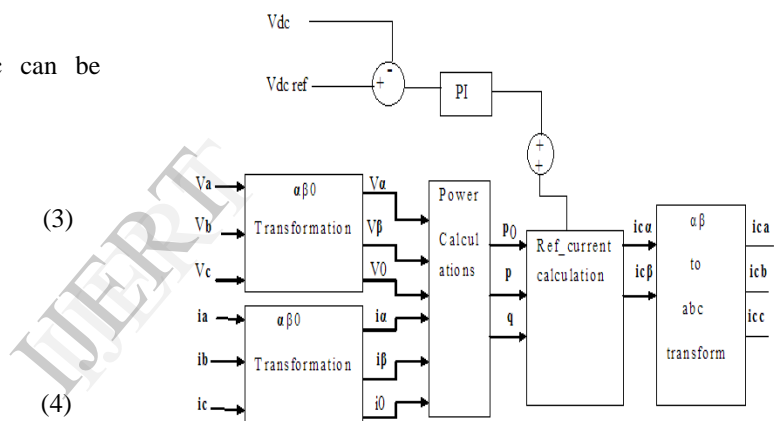 Vdc
c can be
-
Vdc ref
+
PI
+
+
Va
αβ0
Vα
Power
(3)
Vb
Transformation
Vβ
Calcul
p0
Ref_current
icα
αβ
ica
Vc
V0
ations
p
calculation
icβ
to
icb
ia
αβ0
iα
q
abc
icc
ib
Transformation
iβ
transform
(4)
ic
i0
IJERT